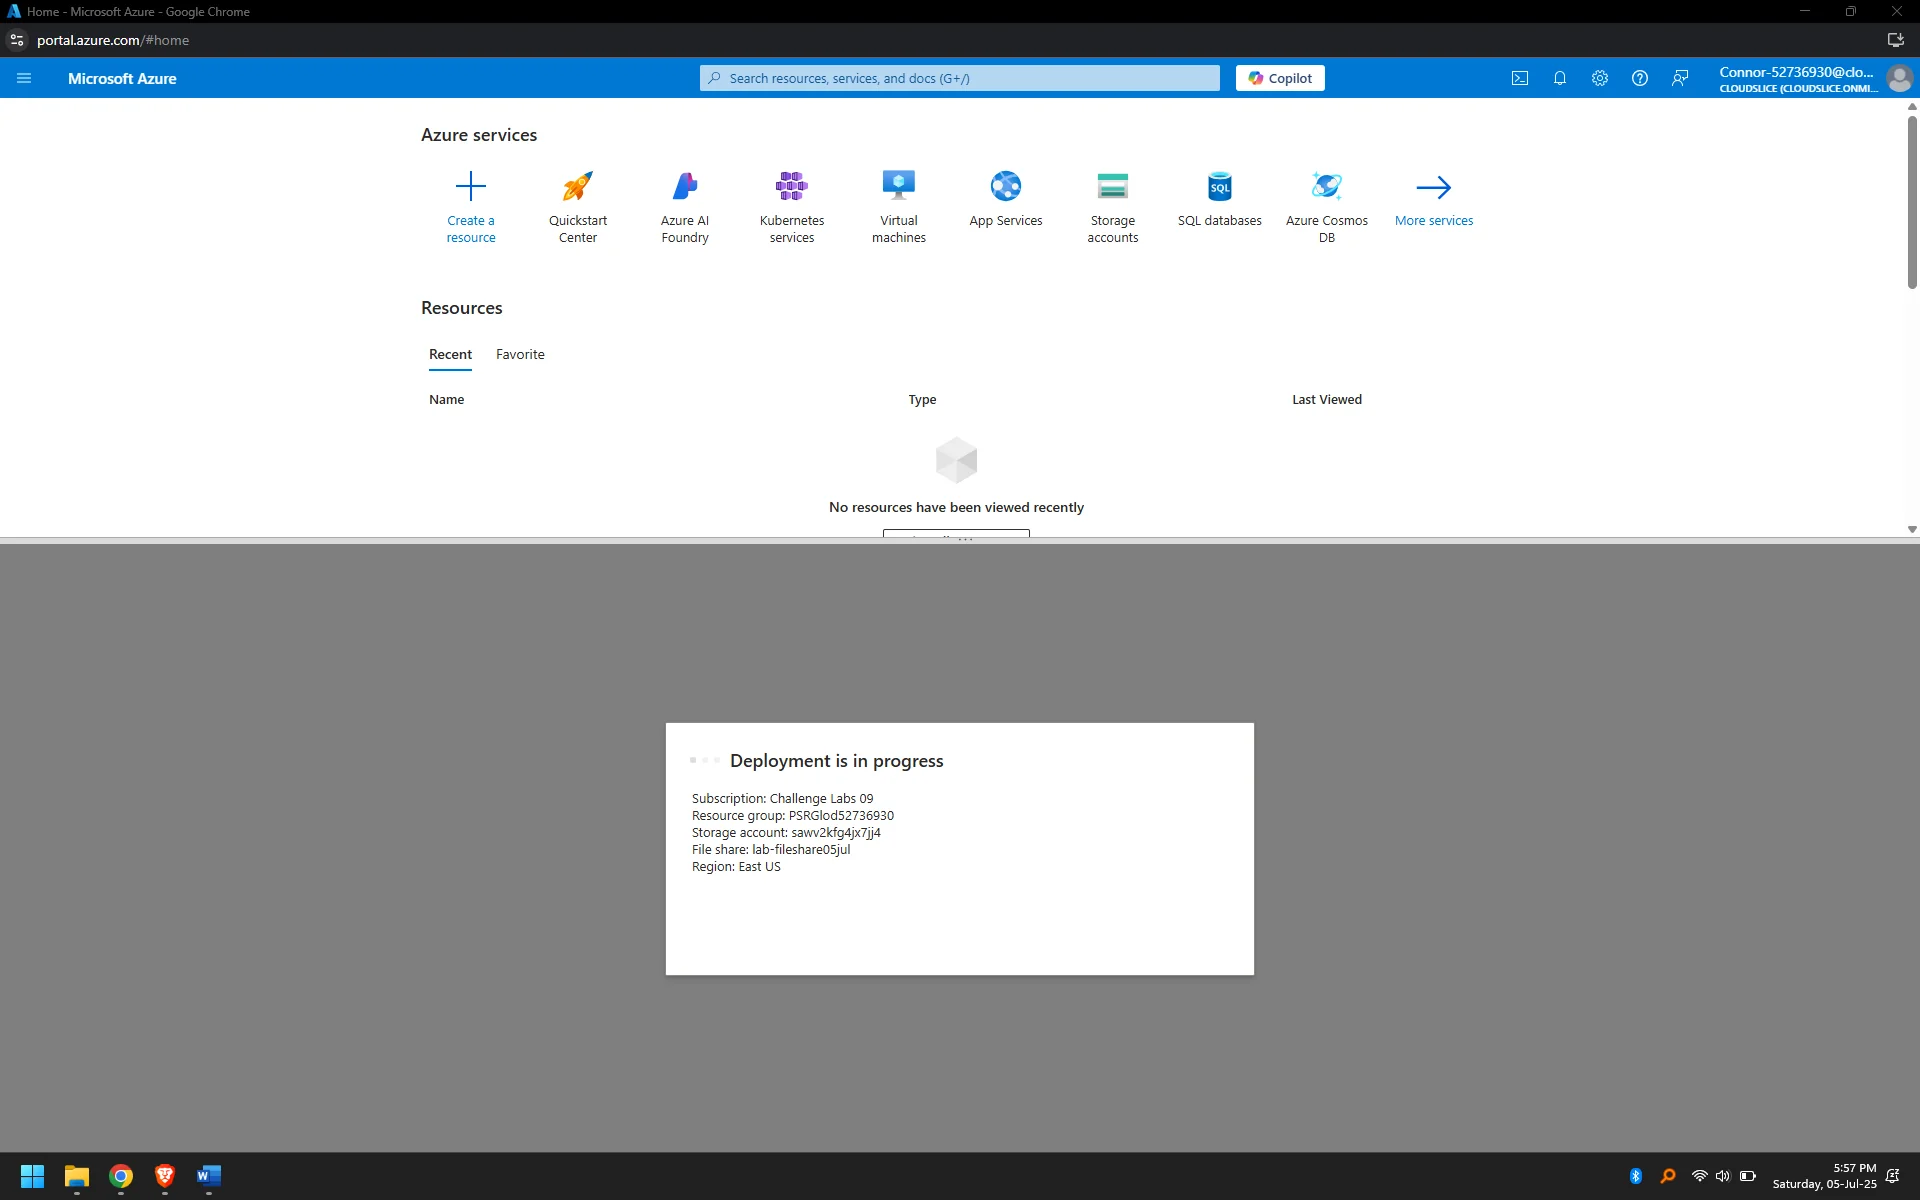 Home - Microsoft Azure - Google Chrome
portal.azure.com/#home
Microsoft Azure
Search resources, services, and docs (G+/)
Copilot
Connor-52736930@clo...
CLOUDSLICE (CLOUDSLICE.ONMI...
Azure services
Create a resource
Quickstart Center
Azure AI Foundry
Kubernetes services
Virtual machines
App Services
Storage accounts
SQL
SQL databases
Azure Cosmos DB
More services
Resources
Recent
Favorite
Name
Type
Last Viewed
No resources have been viewed recently
Deployment is in progress
Subscription: Challenge Labs 09
Resource group: PSRGlod52736930
Storage account: sawv2kfg4jx7jj4
File share: lab-fileshare05jul
Region: East US
W
5:57 PM
Saturday, 05-Jul-25